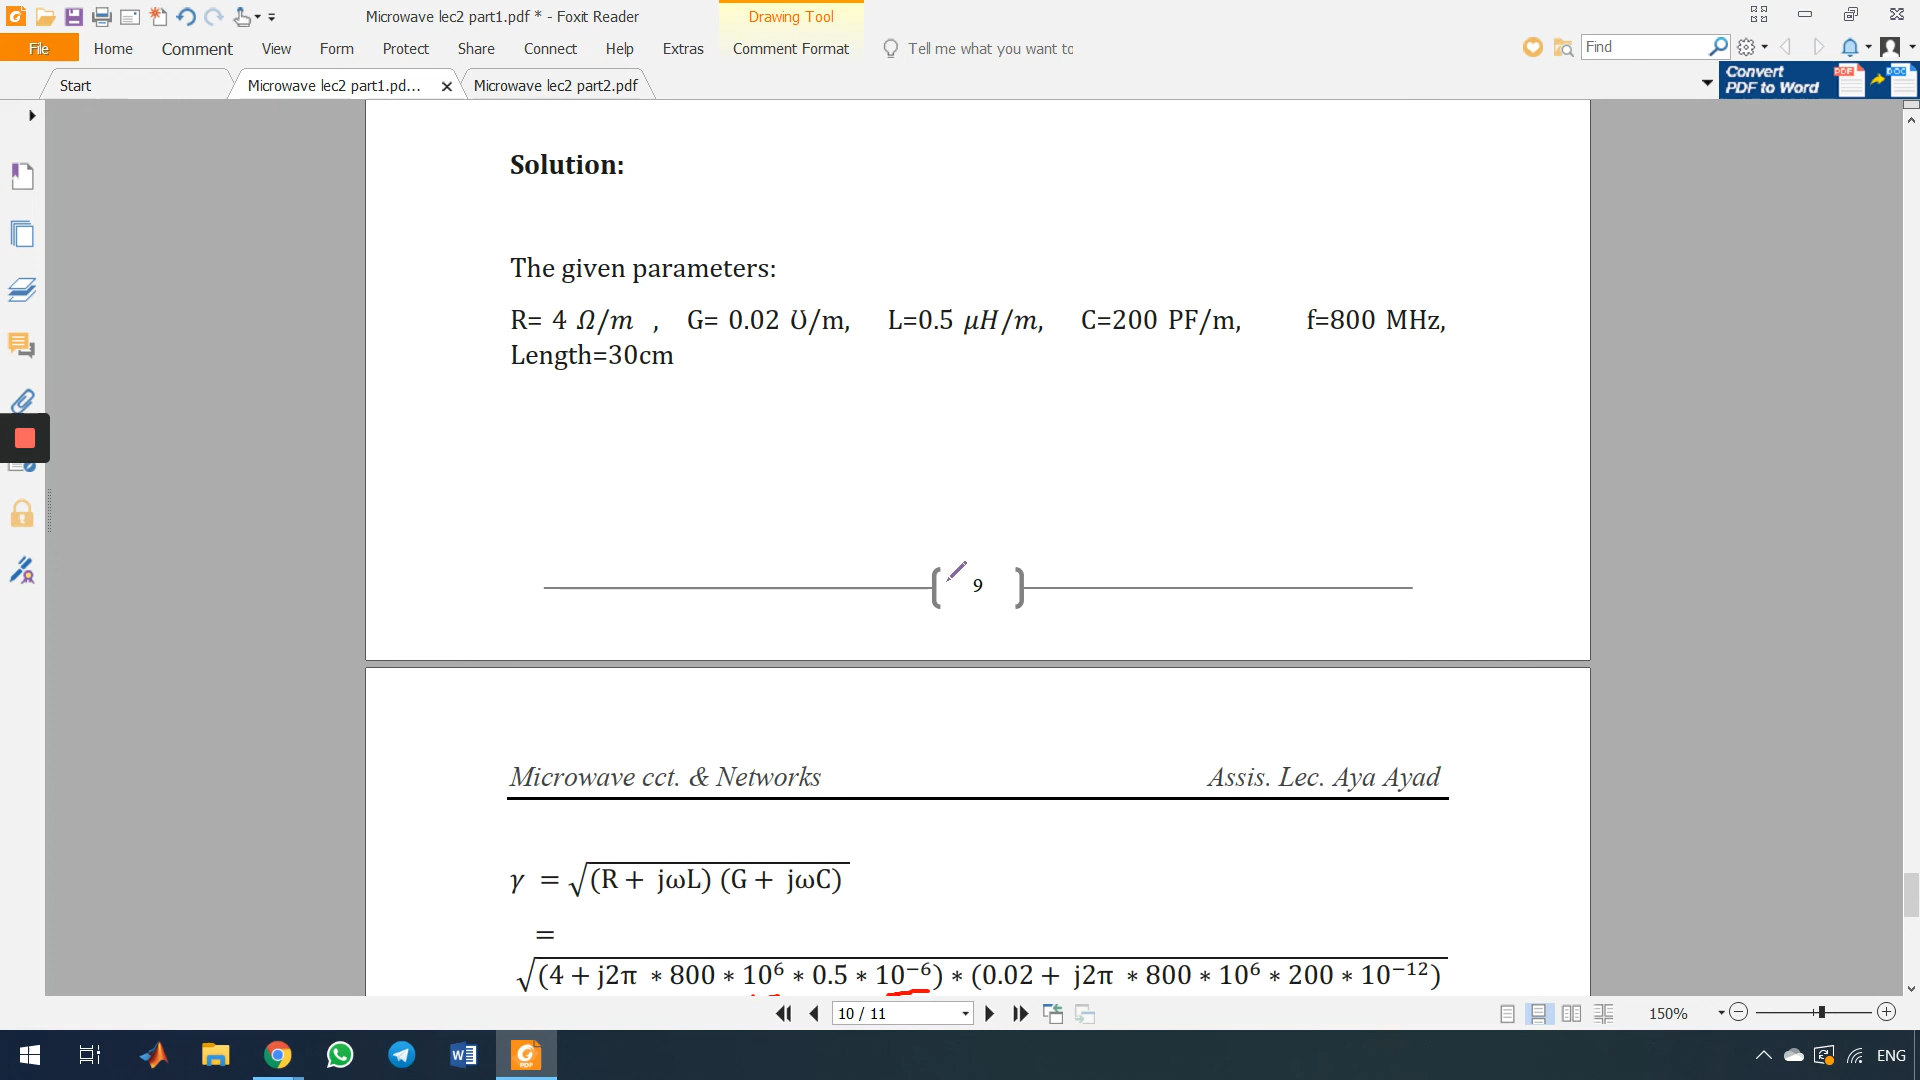 Microwave lec2 part1.pdf * - Foxit Reader
Drawing Tool
File Home Comment View Form Protect Share Connect Help Extras Comment Format Tell me what you want to
Find
Start
Microwave lec2 part1.pd...
Microwave lec2 part2.pdf
Convert
PDF to Word
PDF
DOC
Solution:
The given parameters:
R= 4 Ω/m , G= 0.02 Ʊ/m, L=0.5 μH/m, C=200 PF/m, f=800 MHz,
Length=30cm
9
Microwave cct. & Networks
Assis. Lec. Aya Ayad
γ = √(R + jωL) (G + jωC)
=
√(4 + j2π * 800 * 10⁶ * 0.5 * 10⁻⁶) * (0.02 + j2π * 800 * 10⁶ * 200 * 10⁻¹²)
10 / 11
150%
ENG